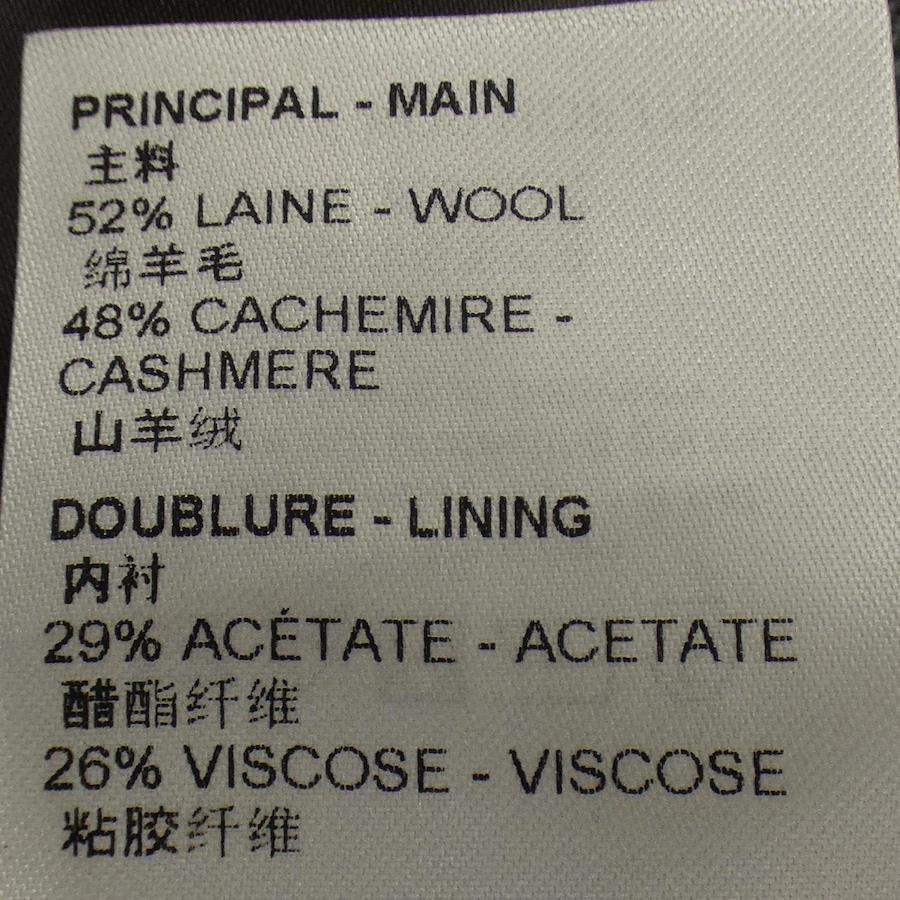 PRINCIPAL - MAIN
主料
52% LAINE - WOOL
绵羊毛
48% CACHEMIRE -
CASHMERE
山羊绒
DOUBLURE - LINING
内衬
29% ACÉTATE - ACETATE
醋酯纤维
26% VISCOSE - VISCOSE
粘胶纤维